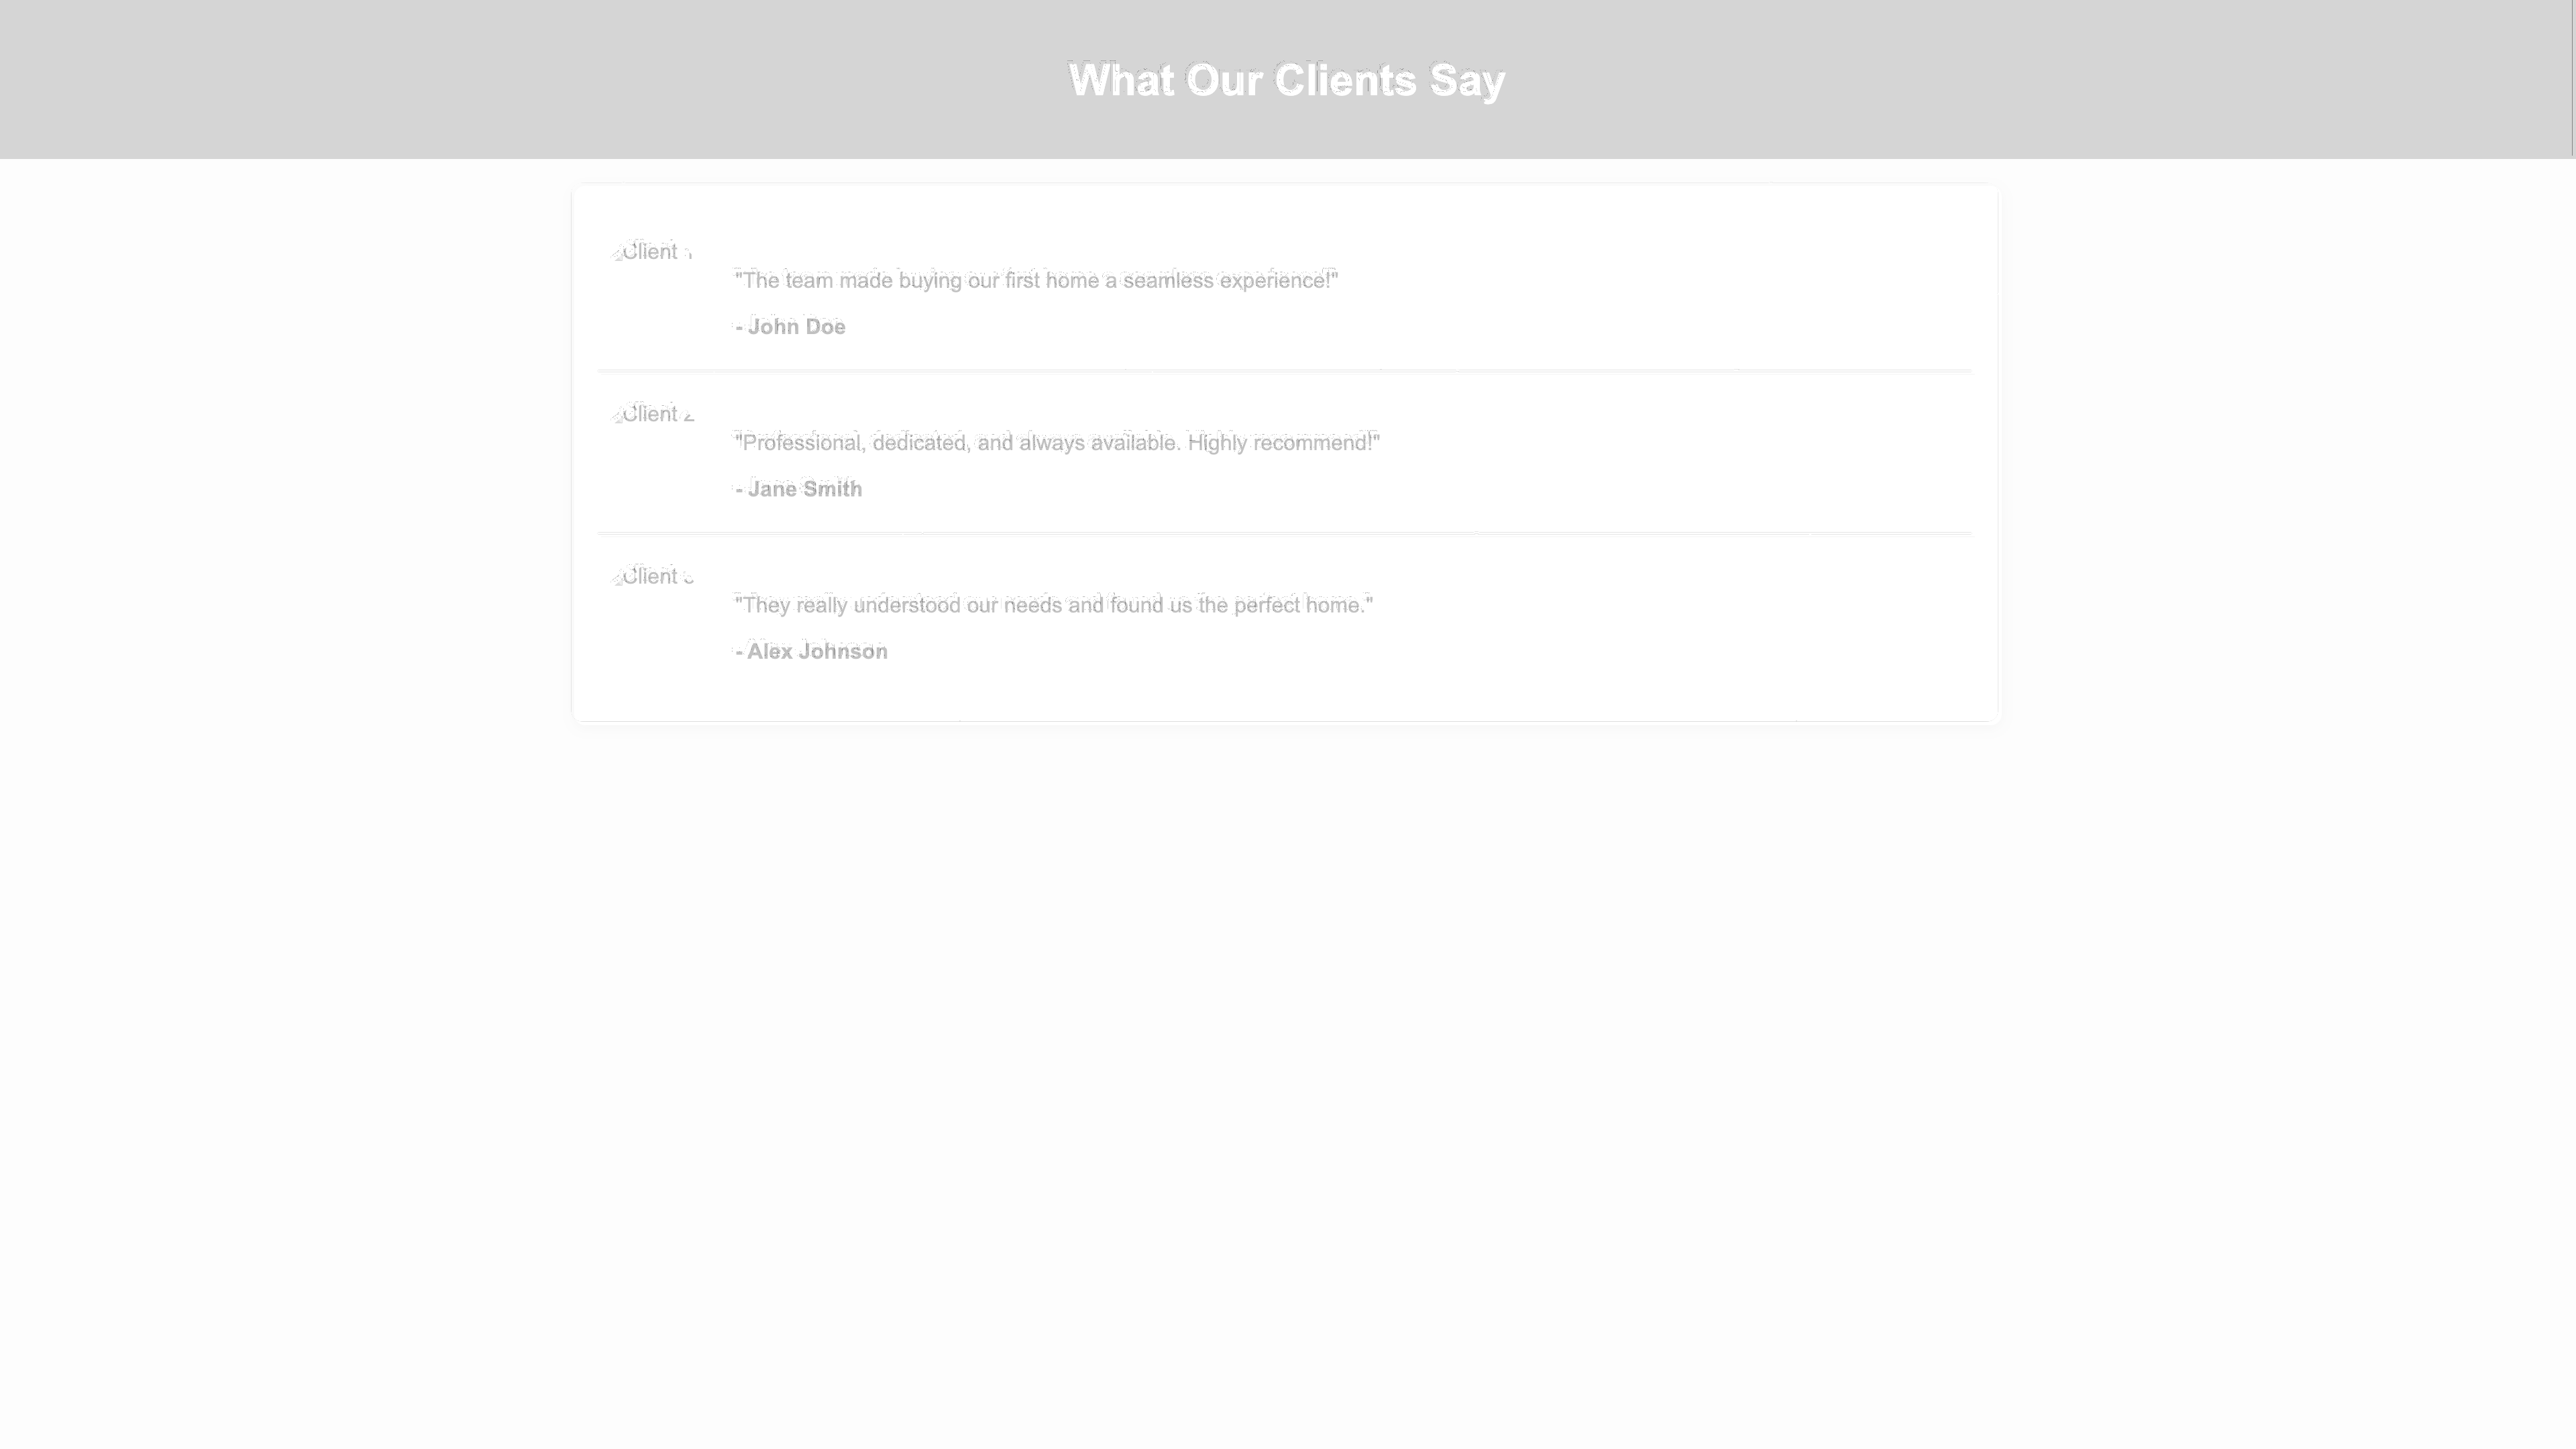 What Our Clients Say
Client 1
"The team made buying our first home a seamless experience!"
- John Doe
Client 2
"Professional, dedicated, and always available. Highly recommend!"
- Jane Smith
Client 3
"They really understood our needs and found us the perfect home."
- Alex Johnson